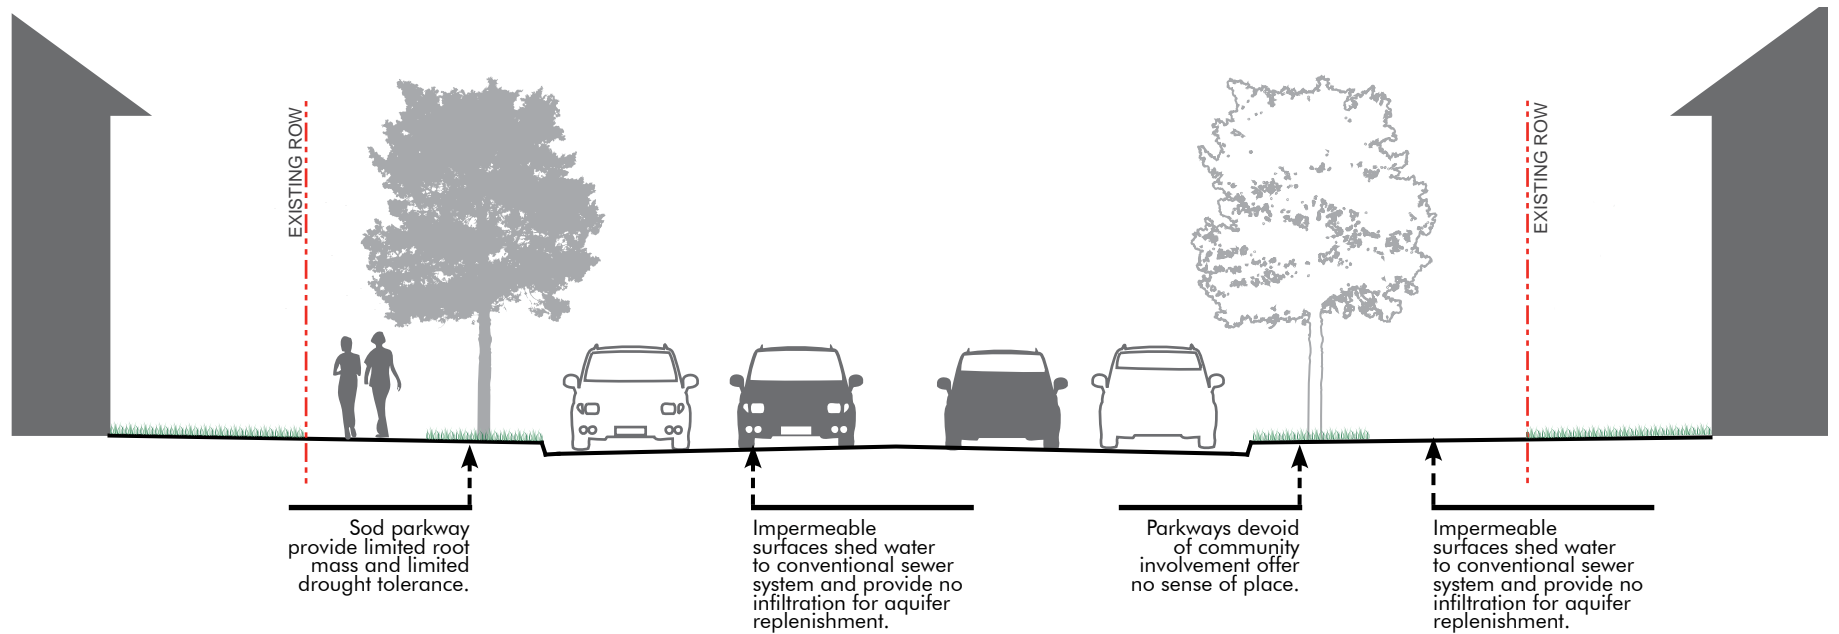 EXISTING ROW
EXISTING ROW
Sod parkway
provide limited root
mass and limited
drought tolerance.
Impermeable
surfaces shed water
to conventional sewer
system and provide no
infiltration for aquifer
replenishment.
Parkways devoid
of community
involvement offer
no sense of place.
Impermeable
surfaces shed water
to conventional sewer
system and provide no
infiltration for aquifer
replenishment.